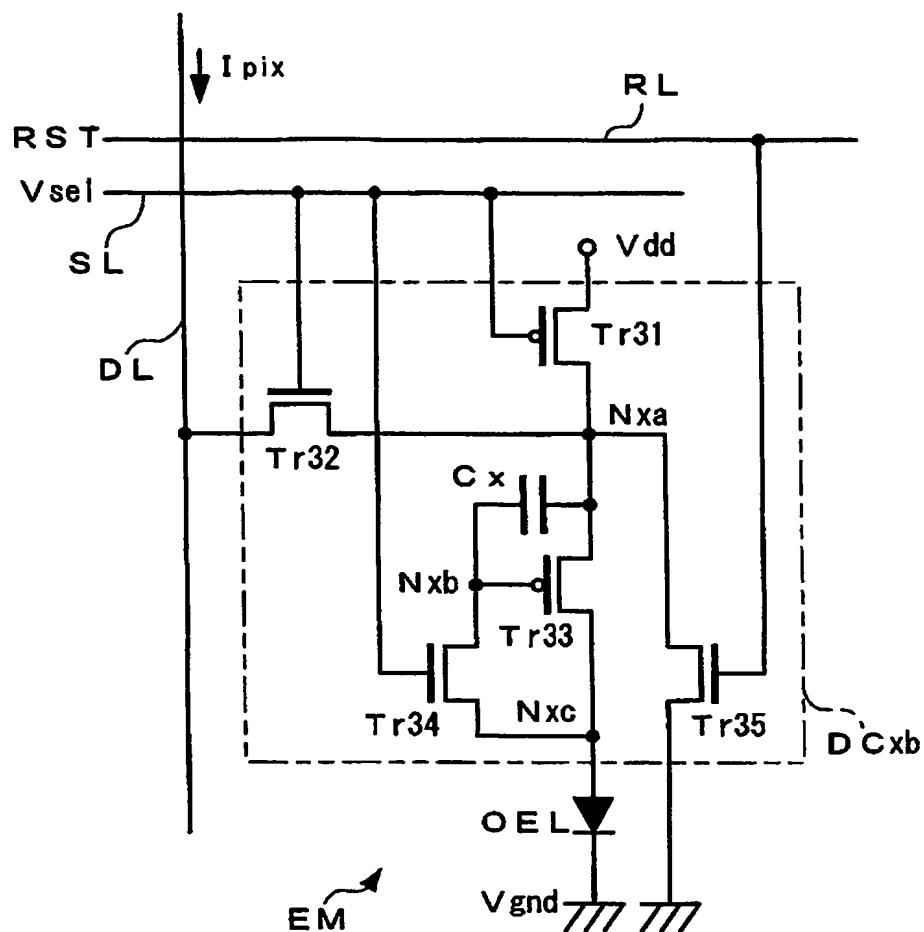 Ipix
RL
RST
Vsel
SL
Vdd
DL
Tr31
Nxa
Tr32
Cx
Nxb
Tr33
Tr34
Nxc
Tr35
DCxb
OEL
Vgnd
EM